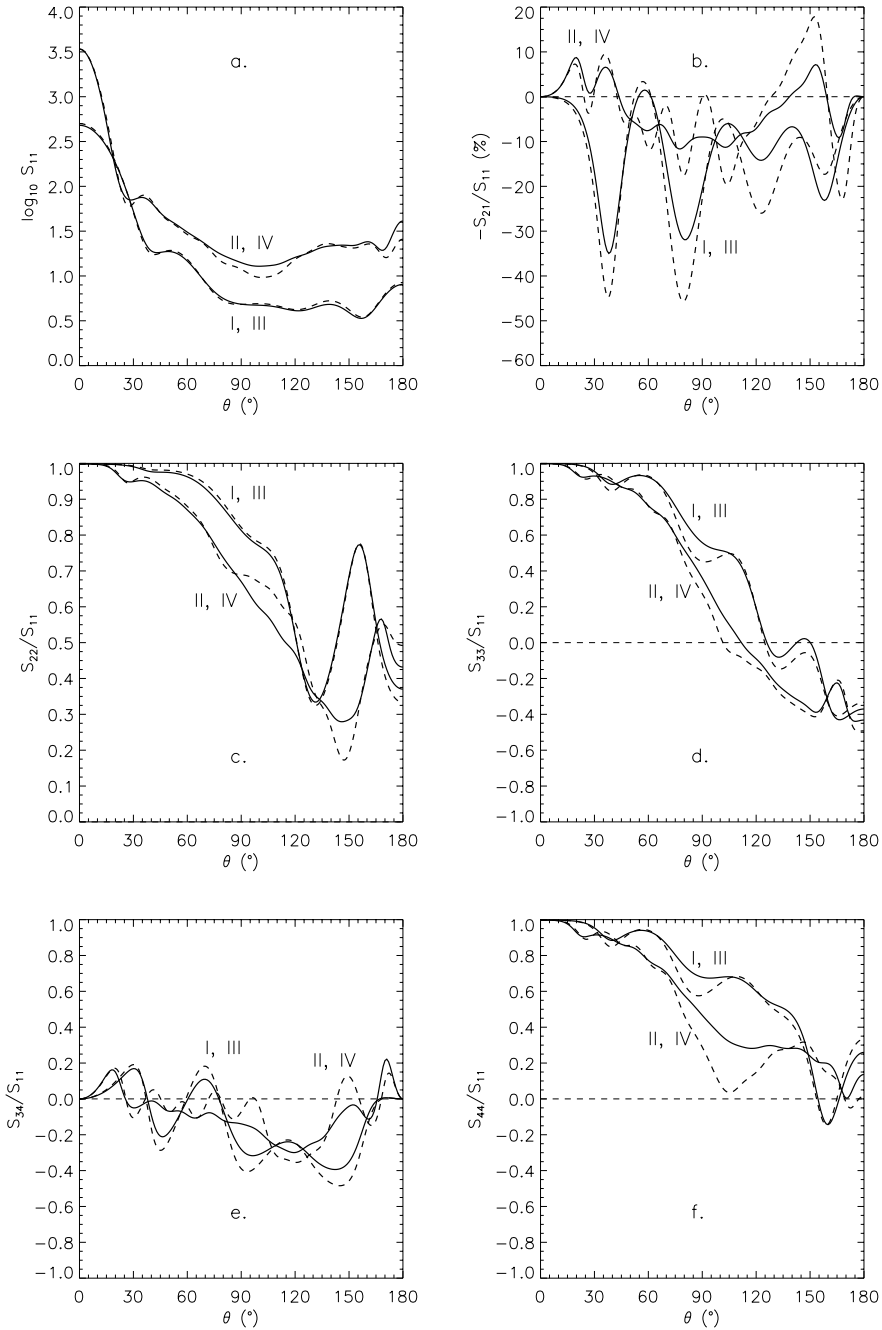 a.
log₁₀ S₁₁
3.5
3.0
2.5
2.0
1.5
1.0
0.5
0.0
II, IV
I, III
0 30 60 90 120 150 180
θ (°)
b.
−S₂₁/S₁₁ (%)
20
10
0
−10
−20
−30
−40
−50
−60
II, IV
I, III
0 30 60 90 120 150 180
θ (°)
c.
S₂₂/S₁₁
1.0
0.9
0.8
0.7
0.6
0.5
0.4
0.3
0.2
0.1
0.0
I, III
II, IV
0 30 60 90 120 150 180
θ (°)
d.
S₃₃/S₁₁
1.0
0.8
0.6
0.4
0.2
0.0
−0.2
−0.4
−0.6
−0.8
−1.0
I, III
II, IV
0 30 60 90 120 150 180
θ (°)
e.
S₃₄/S₁₁
1.0
0.8
0.6
0.4
0.2
0.0
−0.2
−0.4
−0.6
−0.8
−1.0
I, III
II, IV
0 30 60 90 120 150 180
θ (°)
f.
S₄₄/S₁₁
1.0
0.8
0.6
0.4
0.2
0.0
−0.2
−0.4
−0.6
−0.8
−1.0
I, III
II, IV
0 30 60 90 120 150 180
θ (°)